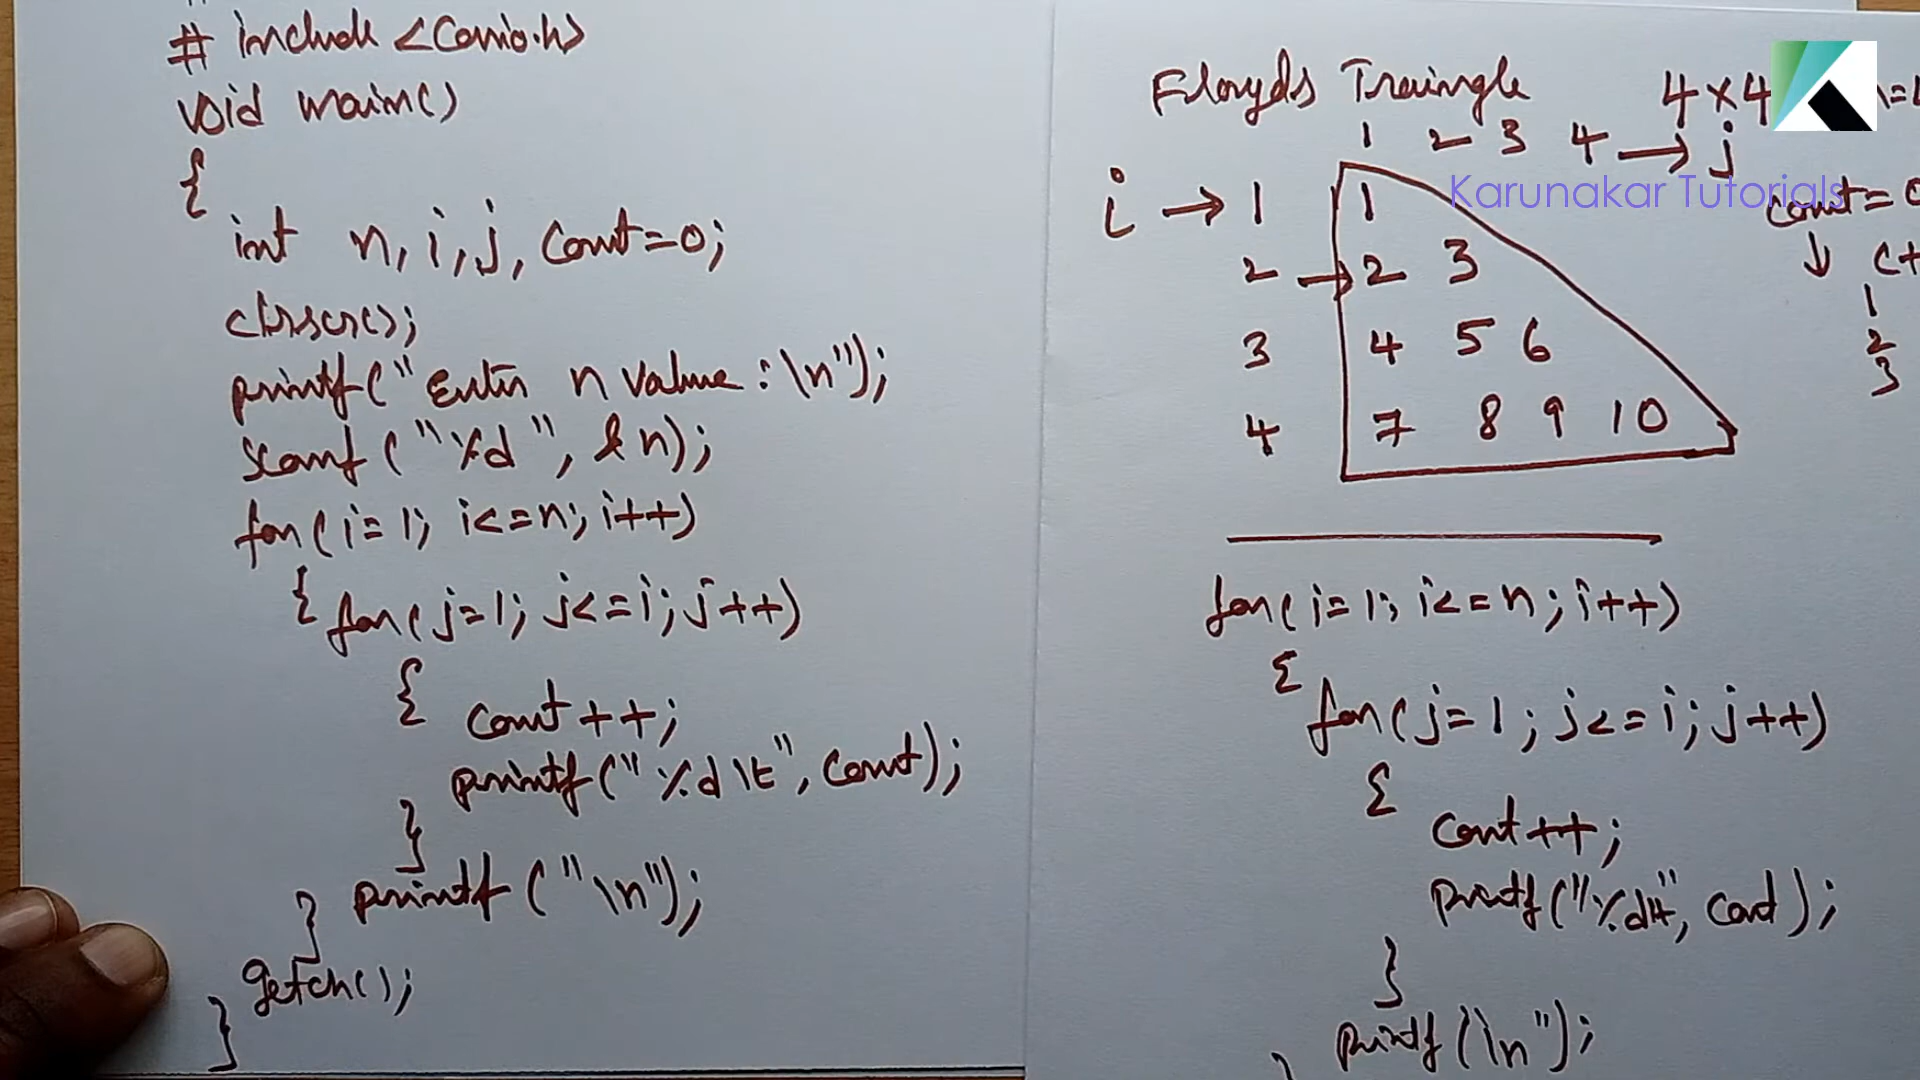 # include <conio.h>
void main()
{
int n, i, j, Count=0;
clrscr();
printf("Enter n value : \n");
scanf ("%d", &n);
for(i=1; i<=n; i++)
{ for(j=1; j<=i; j++)
{ count++;
printf("%d\t", count);
}
printf ("\n");
}
getch();
}
Floyds Traingle 4×4
1 2 3 4 → j
Karunakar Tutorials
i → 1 1
2 → 2 3
3 4 5 6
4 7 8 9 10
count=0
↓ c+
1
2
3
for(i=1; i<=n; i++)
{
for(j=1; j<=i; j++)
{
count++;
printf("%d\t", count);
}
printf(\n");
}